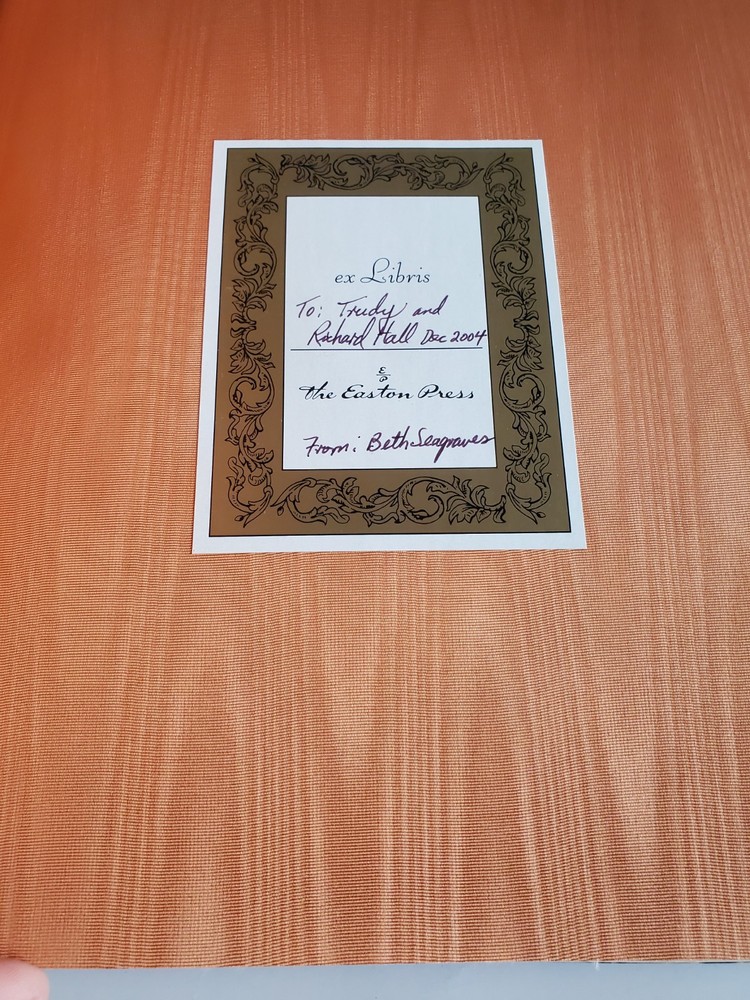 ex Libris
To: Trudy and
Richard Hall Dec 2004
E
P
the Easton Press
From: Beth Seagraves